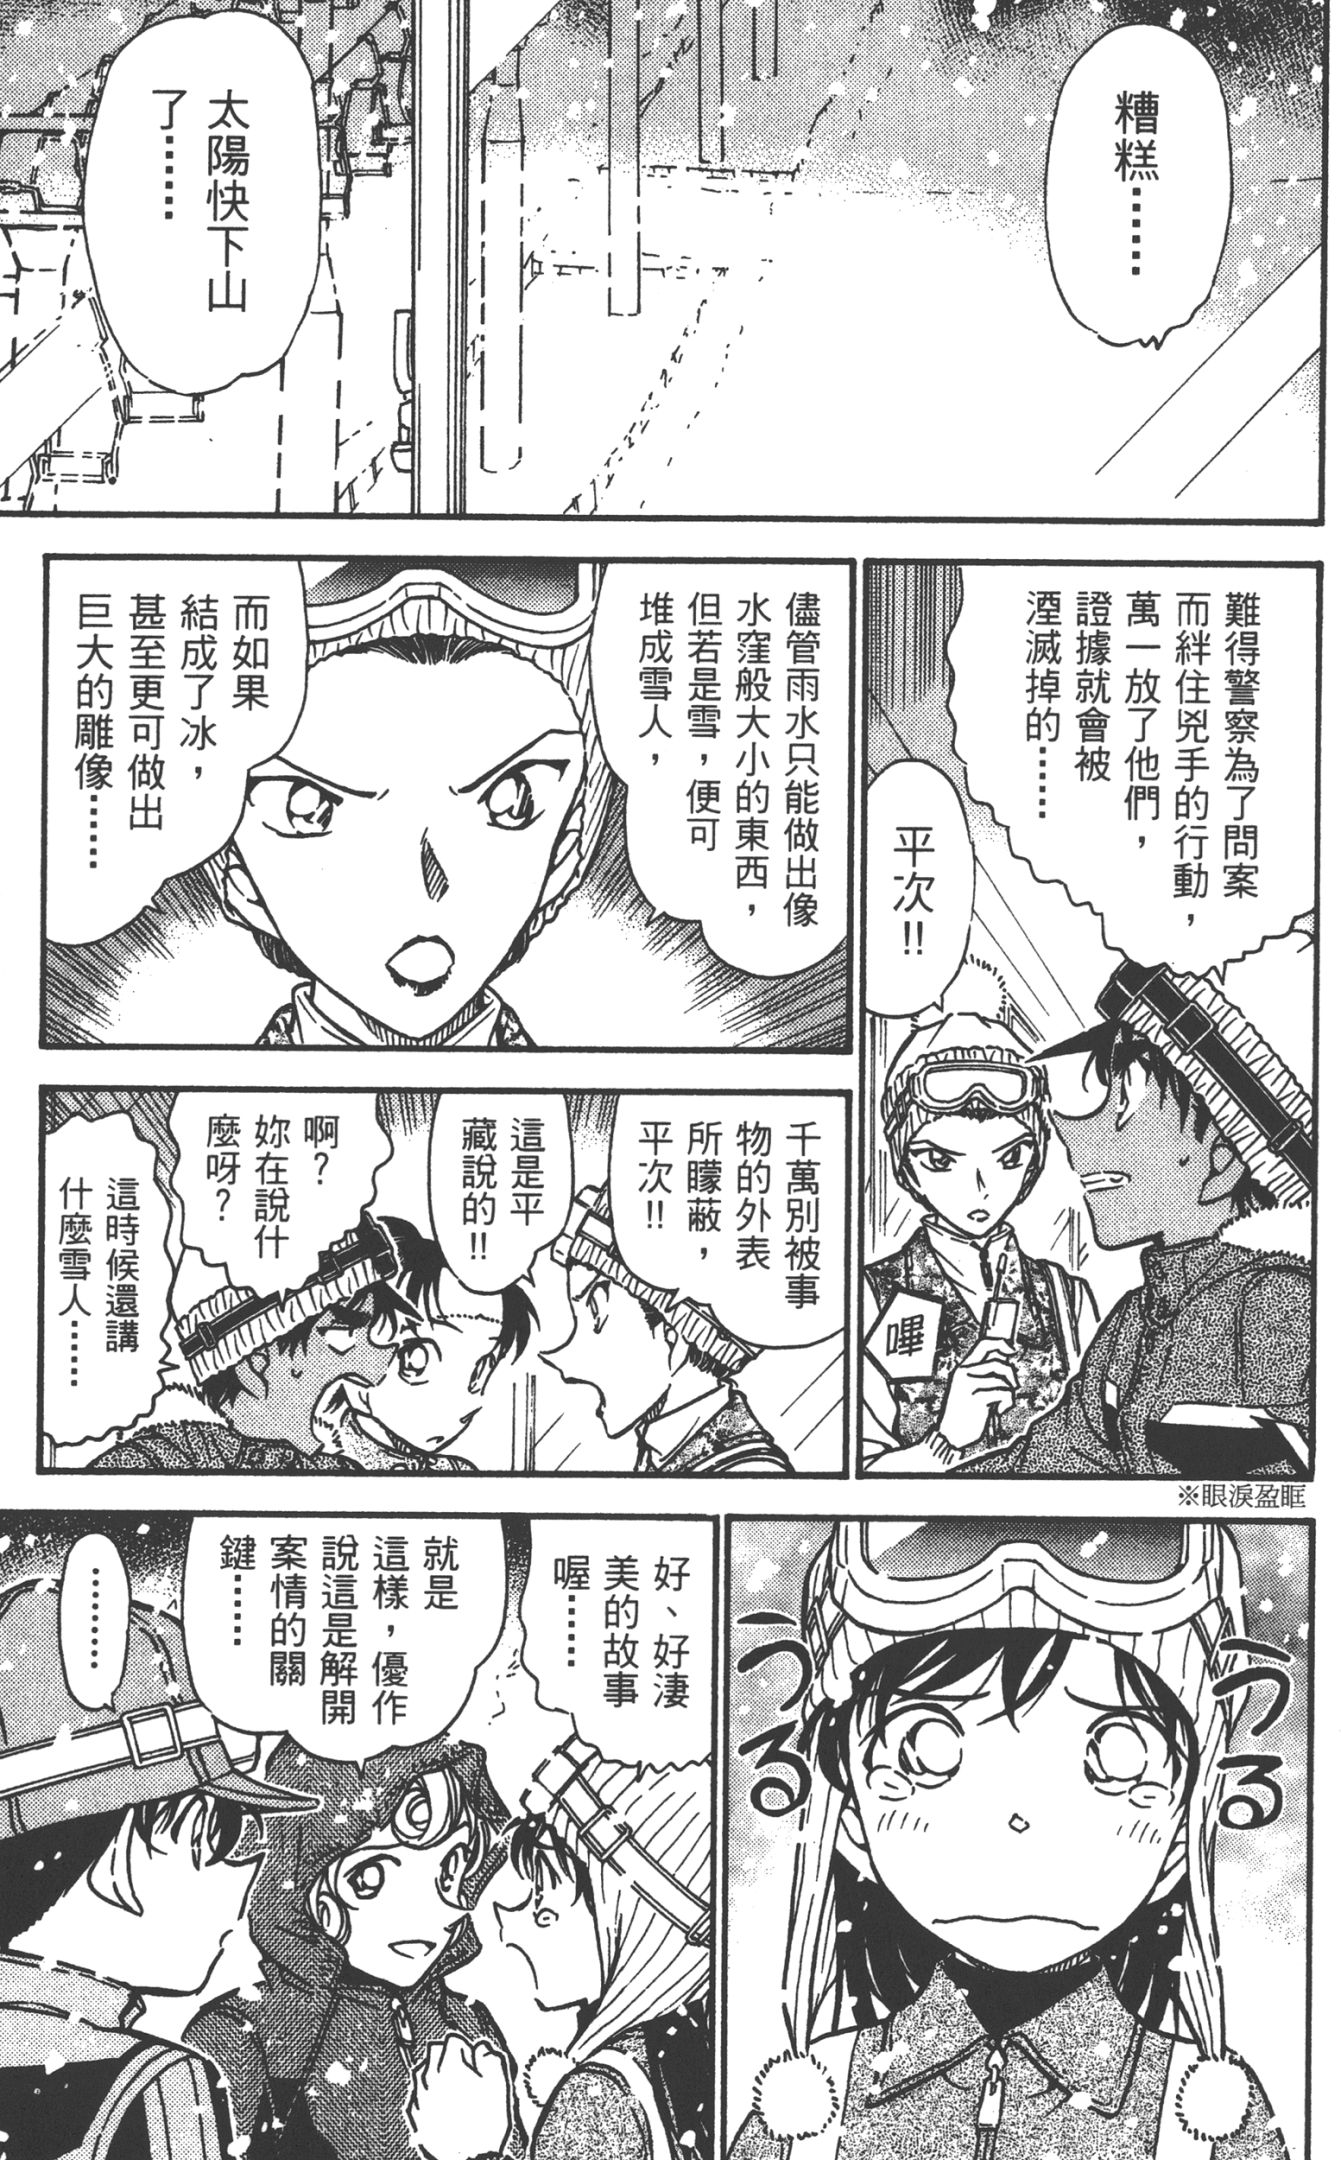 糟糕……
太陽快下山
了……
難得警察為了問案
而絆住兇手的行動，
萬一放了他們，
證據就會被
湮滅掉的……
平次!!
嗶
儘管雨水只能做出像
水窪般大小的東西，
但若是雪，便可
堆成雪人，
而如果
結成了冰，
甚至更可做出
巨大的雕像……
千萬別被事
物的外表
所矇蔽，
平次!!
這是平
藏說的!!
啊？
妳在說什
麼呀？
這時候還講
什麼雪人……
※眼淚盈眶
うる
うる
好、好淒
美的故事
喔……
就是
這樣，優作
說這是解開
案情的關
鍵……
………